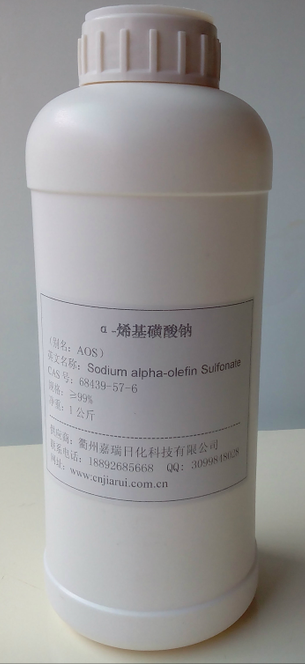 α-烯基磺酸钠
（别名：AOS）
英文名称：Sodium alpha-olefin Sulfonate
CAS号：68439-57-6
规格：≥99%
净重：1公斤
供应商：衢州嘉瑞日化科技有限公司
联系电话：18892685668 QQ：3099848028
网址：www.cnjiarui.com.cn